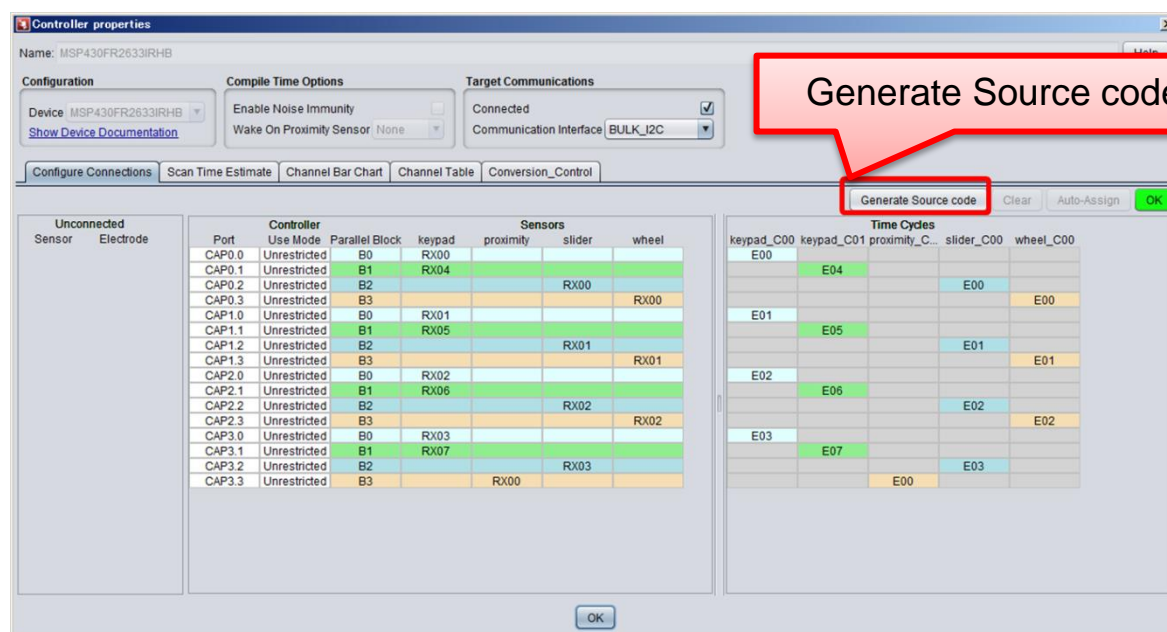 Controller properties
Name: MSP430FR2633IRHB
Help
Configuration
Device MSP430FR2633IRHB
Show Device Documentation
Compile Time Options
Enable Noise Immunity
Wake On Proximity Sensor None
Target Communications
Connected
Communication Interface BULK_I2C
Generate Source code
Configure Connections Scan Time Estimate Channel Bar Chart Channel Table Conversion_Control
Generate Source code Clear Auto-Assign OK
Unconnected
Sensor Electrode
Controller Sensors
Port Use Mode Parallel Block keypad proximity slider wheel
CAP0.0 Unrestricted B0 RX00
CAP0.1 Unrestricted B1 RX04
CAP0.2 Unrestricted B2 RX00
CAP0.3 Unrestricted B3 RX00
CAP1.0 Unrestricted B0 RX01
CAP1.1 Unrestricted B1 RX05
CAP1.2 Unrestricted B2 RX01
CAP1.3 Unrestricted B3 RX01
CAP2.0 Unrestricted B0 RX02
CAP2.1 Unrestricted B1 RX06
CAP2.2 Unrestricted B2 RX02
CAP2.3 Unrestricted B3 RX02
CAP3.0 Unrestricted B0 RX03
CAP3.1 Unrestricted B1 RX07
CAP3.2 Unrestricted B2 RX03
CAP3.3 Unrestricted B3 RX00
Time Cycles
keypad_C00 keypad_C01 proximity_C... slider_C00 wheel_C00
E00
E04
E00
E00
E01
E05
E01
E01
E02
E06
E02
E02
E03
E07
E03
E00
OK